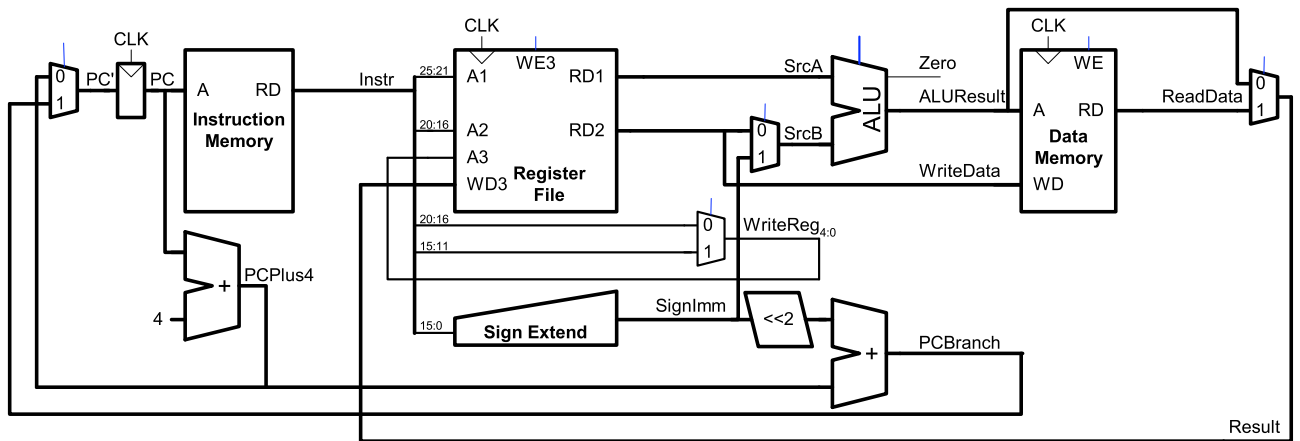 CLK
CLK
CLK
0
1
PC'
PC
A
RD
Instruction
Memory
Instr
25:21
A1
WE3
RD1
20:16
A2
RD2
A3
WD3
Register
File
SrcA
0
1
SrcB
ALU
Zero
ALUResult
WriteData
WE
A
RD
Data
Memory
WD
ReadData
0
1
20:16
15:11
0
1
WriteReg4:0
PCPlus4
+
4
15:0
Sign Extend
SignImm
<<2
+
PCBranch
Result